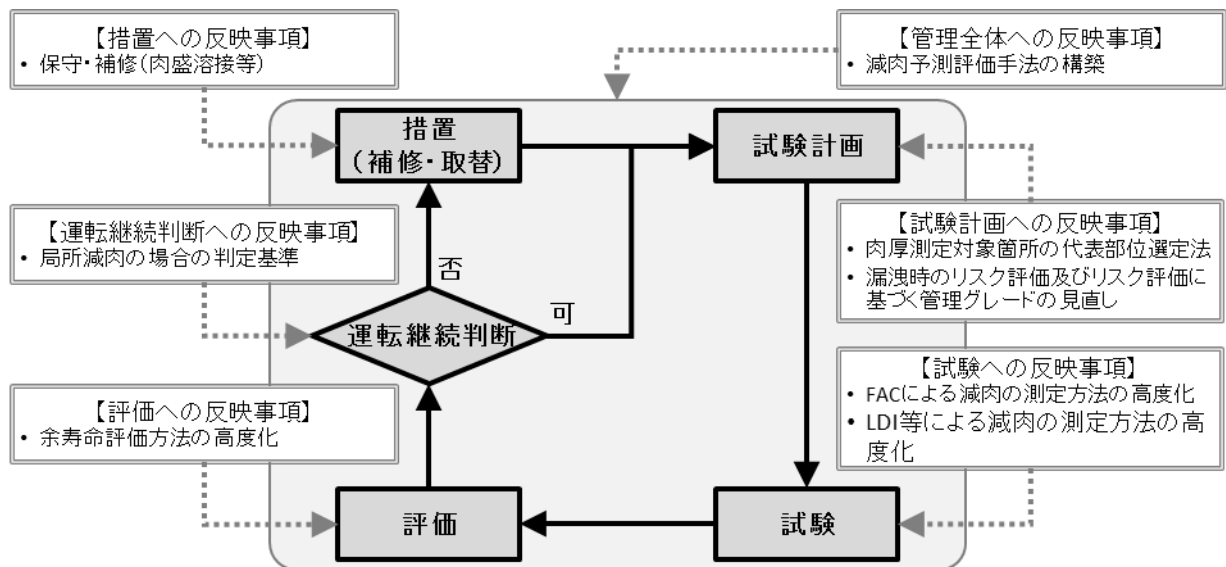 【措置への反映事項】
• 保守・補修(肉盛溶接等)
【管理全体への反映事項】
• 減肉予測評価手法の構築
措置
(補修・取替)
試験計画
【運転継続判断への反映事項】
• 局所減肉の場合の判定基準
【試験計画への反映事項】
• 肉厚測定対象箇所の代表部位選定法
• 漏洩時のリスク評価及びリスク評価に
基づく管理グレードの見直し
否
可
運転継続判断
【評価への反映事項】
• 余寿命評価方法の高度化
【試験への反映事項】
• FACによる減肉の測定方法の高度化
• LDI等による減肉の測定方法の高
度化
評価
試験